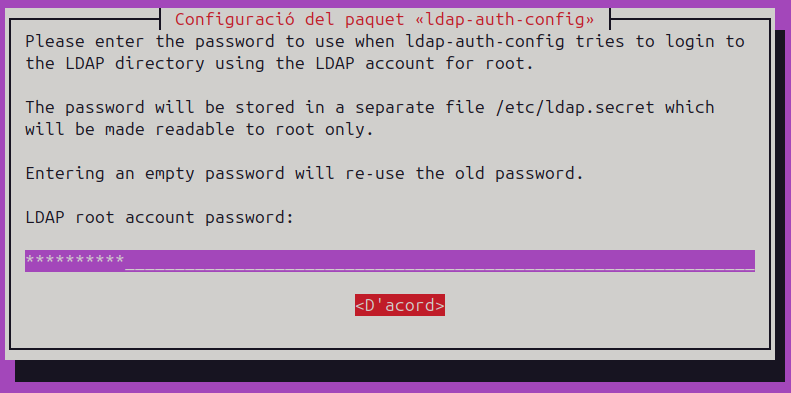 Configuració del paquet «ldap-auth-config»
Please enter the password to use when ldap-auth-config tries to login to
the LDAP directory using the LDAP account for root.
The password will be stored in a separate file /etc/ldap.secret which
will be made readable to root only.
Entering an empty password will re-use the old password.
LDAP root account password:
**********_______________________________________________________________
<D'acord>